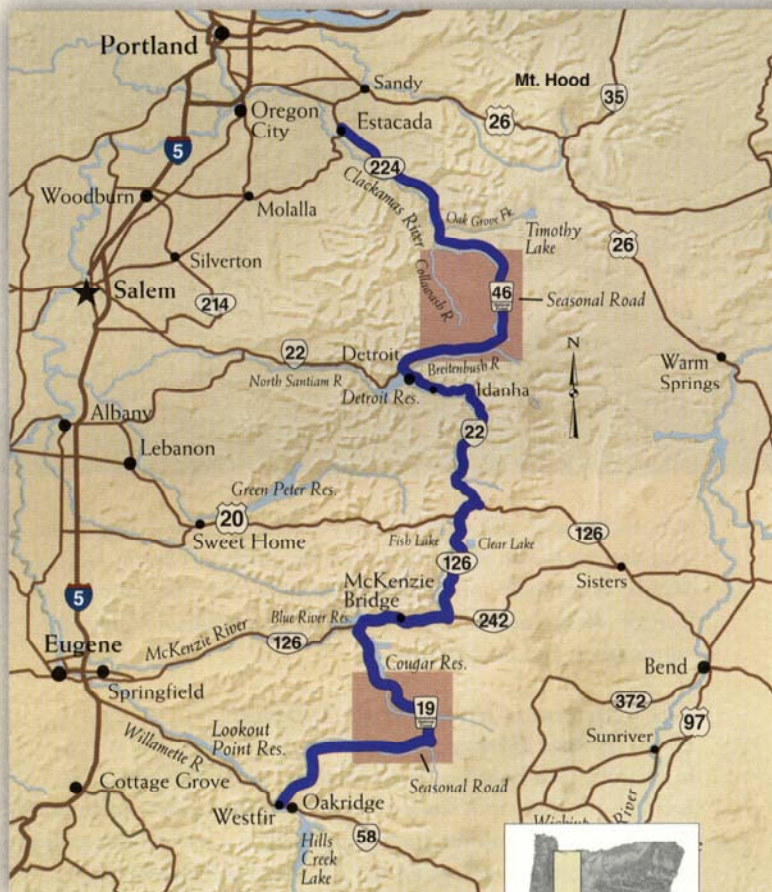 Portland
Sandy
Mt. Hood
35
Oregon
City
Estacada
26
5
224
Woodburn
Molalla
Clackamas River
Oak Grove Fk.
Timothy
Lake
26
Silverton
Collawash R
Salem
214
46
Seasonal Road
N
22
Detroit
Breitenbush R
Warm
Springs
North Santiam R
Detroit Res.
Idanha
Albany
22
Lebanon
Green Peter Res.
20
Sweet Home
126
Fish Lake
Clear Lake
126
Sisters
McKenzie
Bridge
5
Blue River Res.
242
McKenzie River
126
Eugene
Springfield
Cougar Res.
Bend
19
372
97
Lookout
Point Res.
Sunriver
Willamette R
Seasonal Road
Cottage Grove
Westfir
Oakridge
River
58
Hills
Creek
Lake